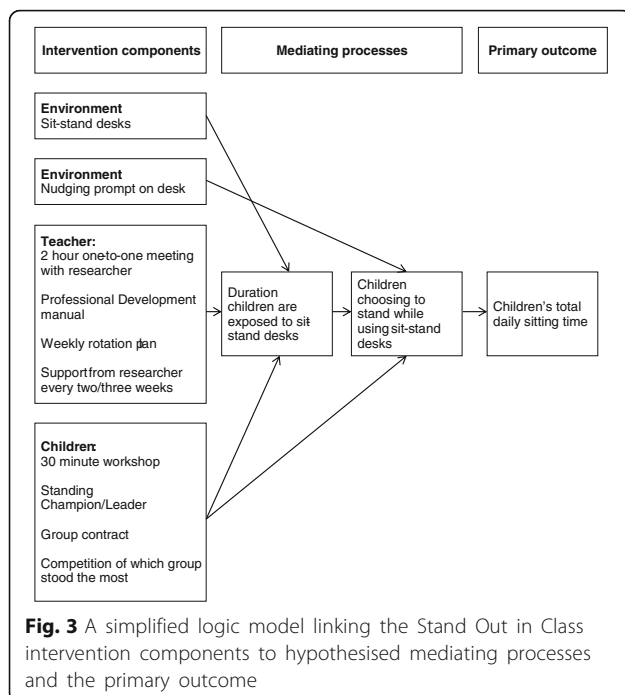 Intervention components
Mediating processes
Primary outcome
Environment
Sit-stand desks
Environment
Nudging prompt on desk
Teacher:
2 hour one-to-one meeting
with researcher
Professional Development
manual
Weekly rotation plan
Support from researcher
every two/three weeks
Duration
children are
exposed to sit-
stand desks
Children
choosing to
stand while
using sit-stand
desks
Children's total
daily sitting time
Children:
30 minute workshop
Standing
Champion/Leader
Group contract
Competition of which group
stood the most
Fig. 3 A simplified logic model linking the Stand Out in Class
intervention components to hypothesised mediating processes
and the primary outcome